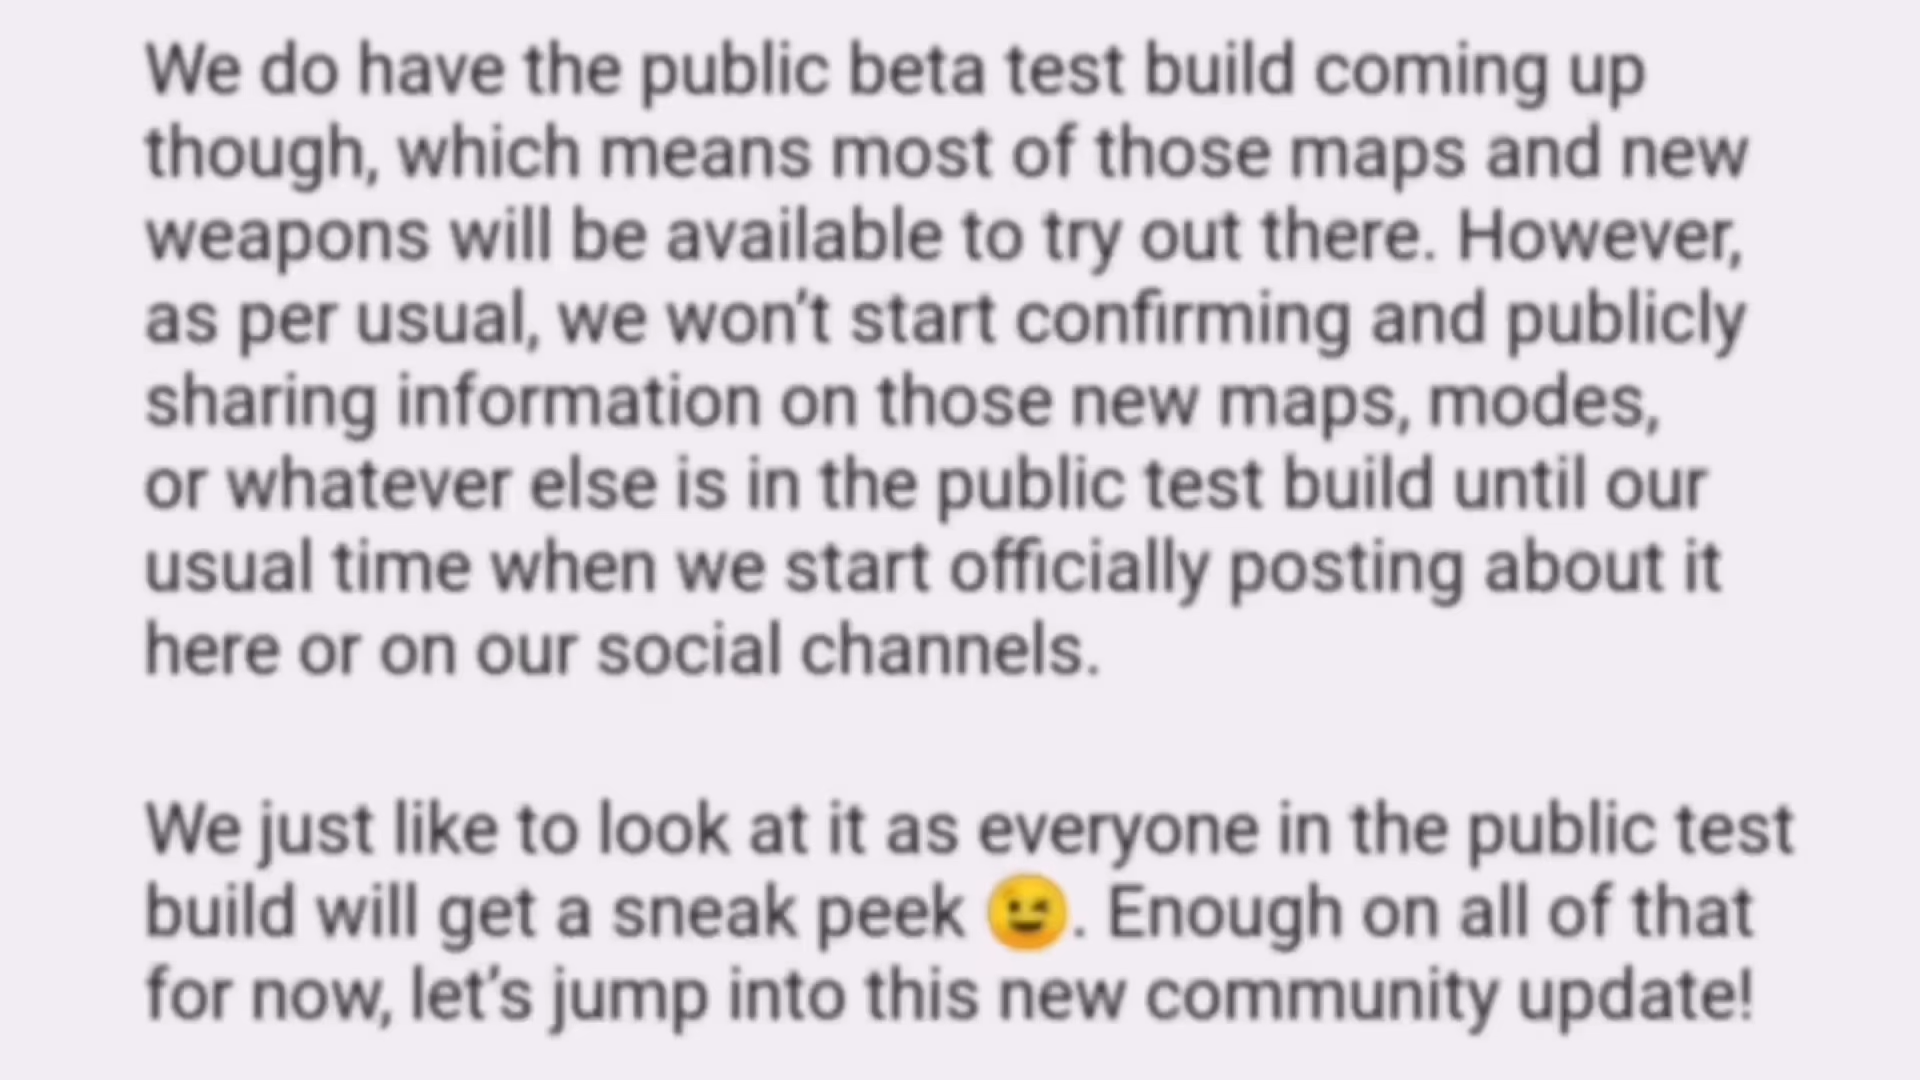 We do have the public beta test build coming up
though, which means most of those maps and new
weapons will be available to try out there. However,
as per usual, we won’t start confirming and publicly
sharing information on those new maps, modes,
or whatever else is in the public test build until our
usual time when we start officially posting about it
here or on our social channels.
We just like to look at it as everyone in the public test
build will get a sneak peek 😉. Enough on all of that
for now, let’s jump into this new community update!